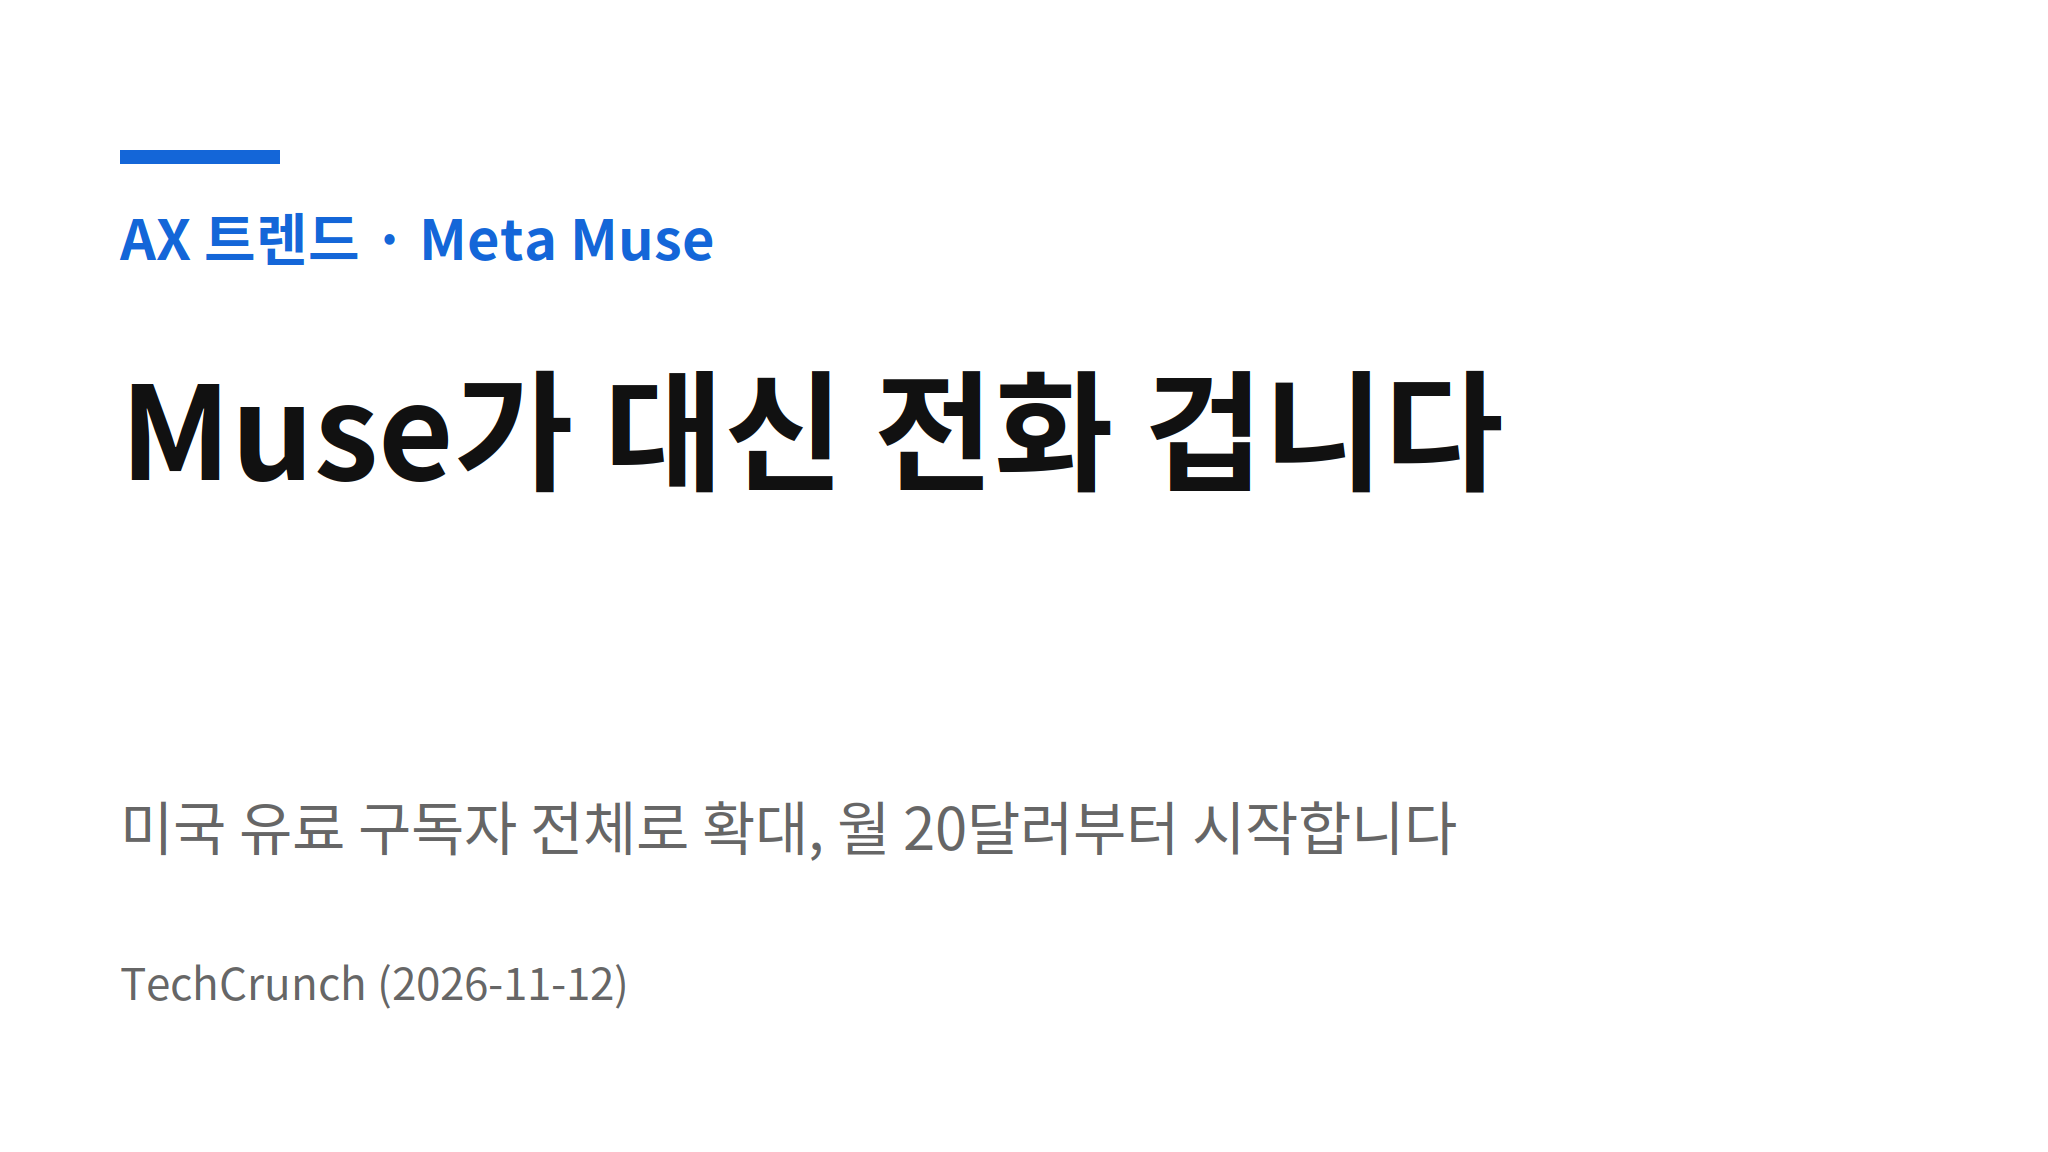 AX 트렌드 · Meta Muse
Muse가 대신 전화 겁니다
미국 유료 구독자 전체로 확대, 월 20달러부터 시작합니다
TechCrunch (2026-11-12)